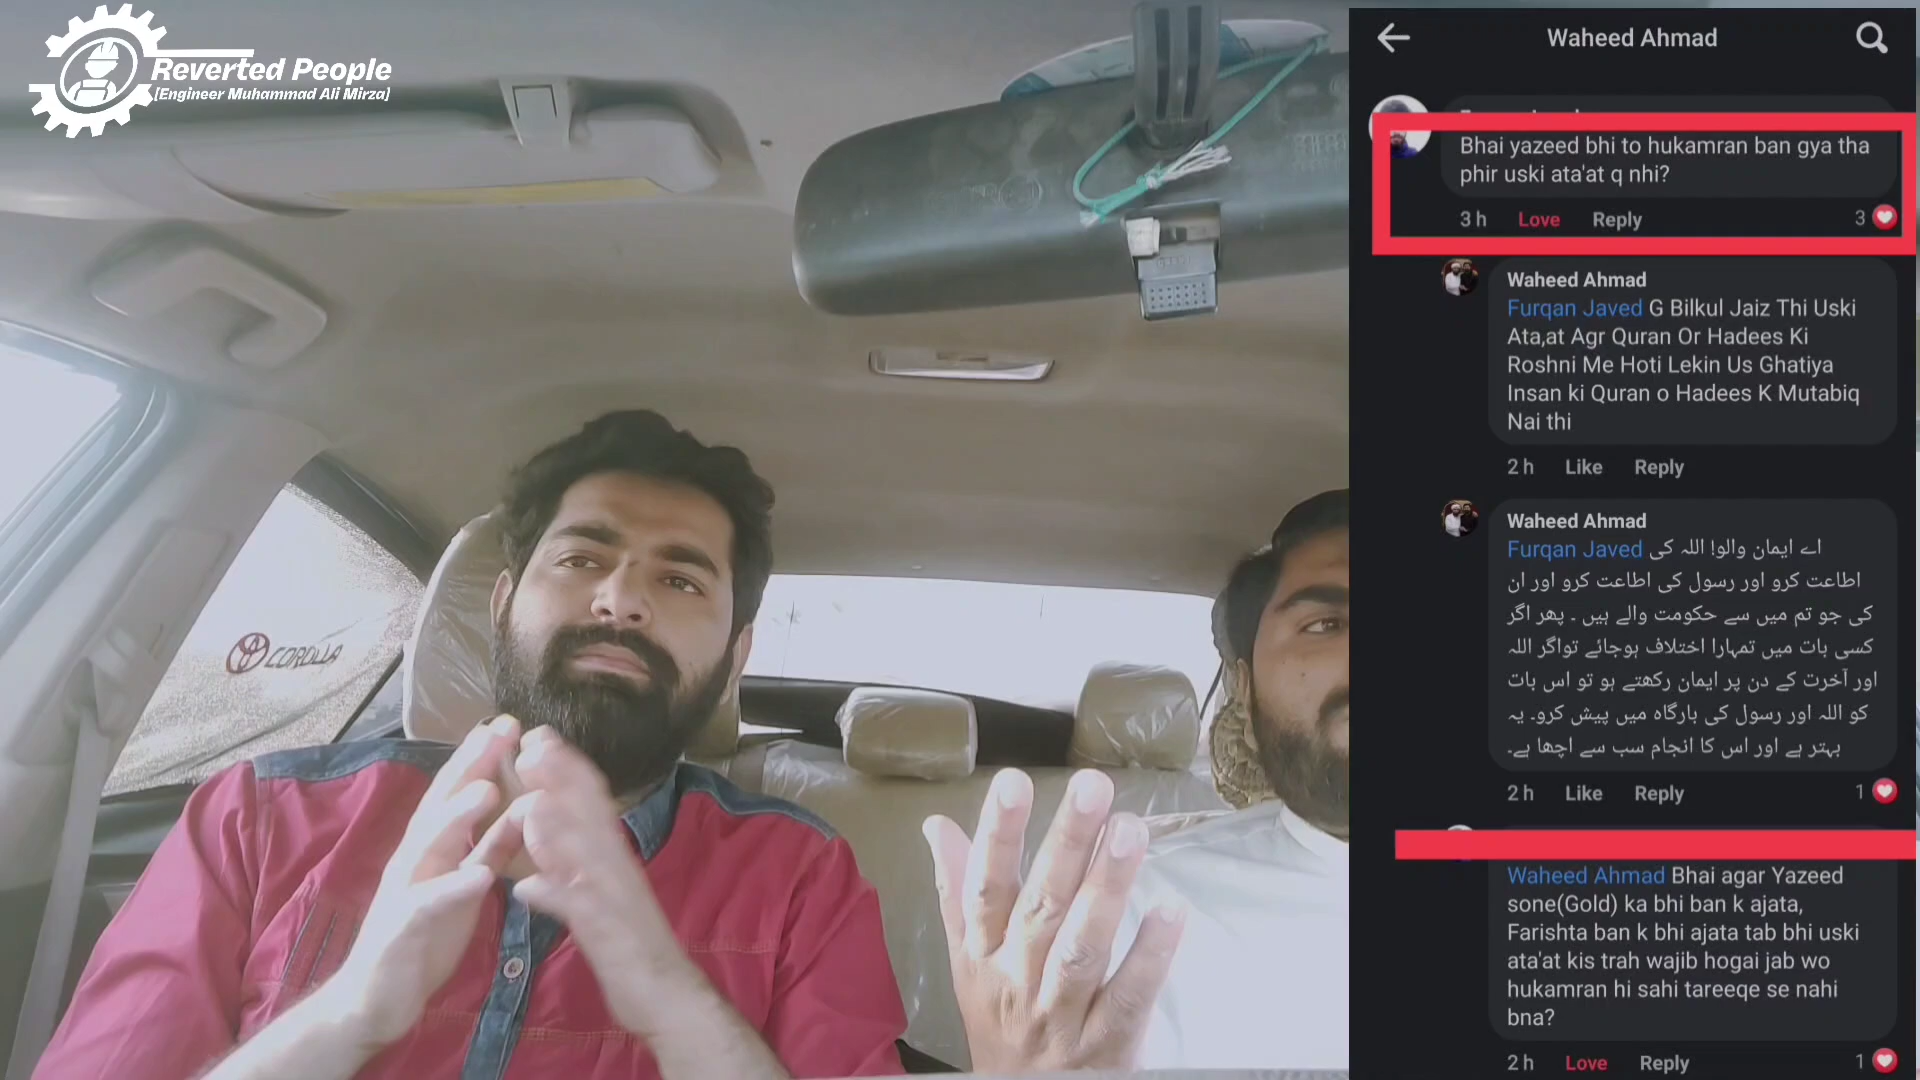 Reverted People
[Engineer Muhammad Ali Mirza]
COROLLA
Waheed Ahmad
Bhai yazeed bhi to hukamran ban gya tha
phir uski ata'at q nhi?
3 h Love Reply 3
Waheed Ahmad
Furqan Javed G Bilkul Jaiz Thi Uski
Ata,at Agr Quran Or Hadees Ki
Roshni Me Hoti Lekin Us Ghatiya
Insan ki Quran o Hadees K Mutabiq
Nai thi
2 h Like Reply
Waheed Ahmad
Furqan Javed اے ایمان والو! اللہ کی
اطاعت کرو اور رسول کی اطاعت کرو اور ان
کی جو تم میں سے حکومت والے ہیں ۔ پھر اگر
کسی بات میں تمہارا اختلاف ہوجائے تواگر اللہ
اور آخرت کے دن پر ایمان رکھتے ہو تو اس بات
کو اللہ اور رسول کی بارگاہ میں پیش کرو۔ یہ
بہتر ہے اور اس کا انجام سب سے اچھا ہے۔
2 h Like Reply 1
Waheed Ahmad Bhai agar Yazeed
sone(Gold) ka bhi ban k ajata,
Farishta ban k bhi ajata tab bhi uski
ata'at kis trah wajib hogai jab wo
hukamran hi sahi tareeqe se nahi
bna?
2 h Love Reply 1